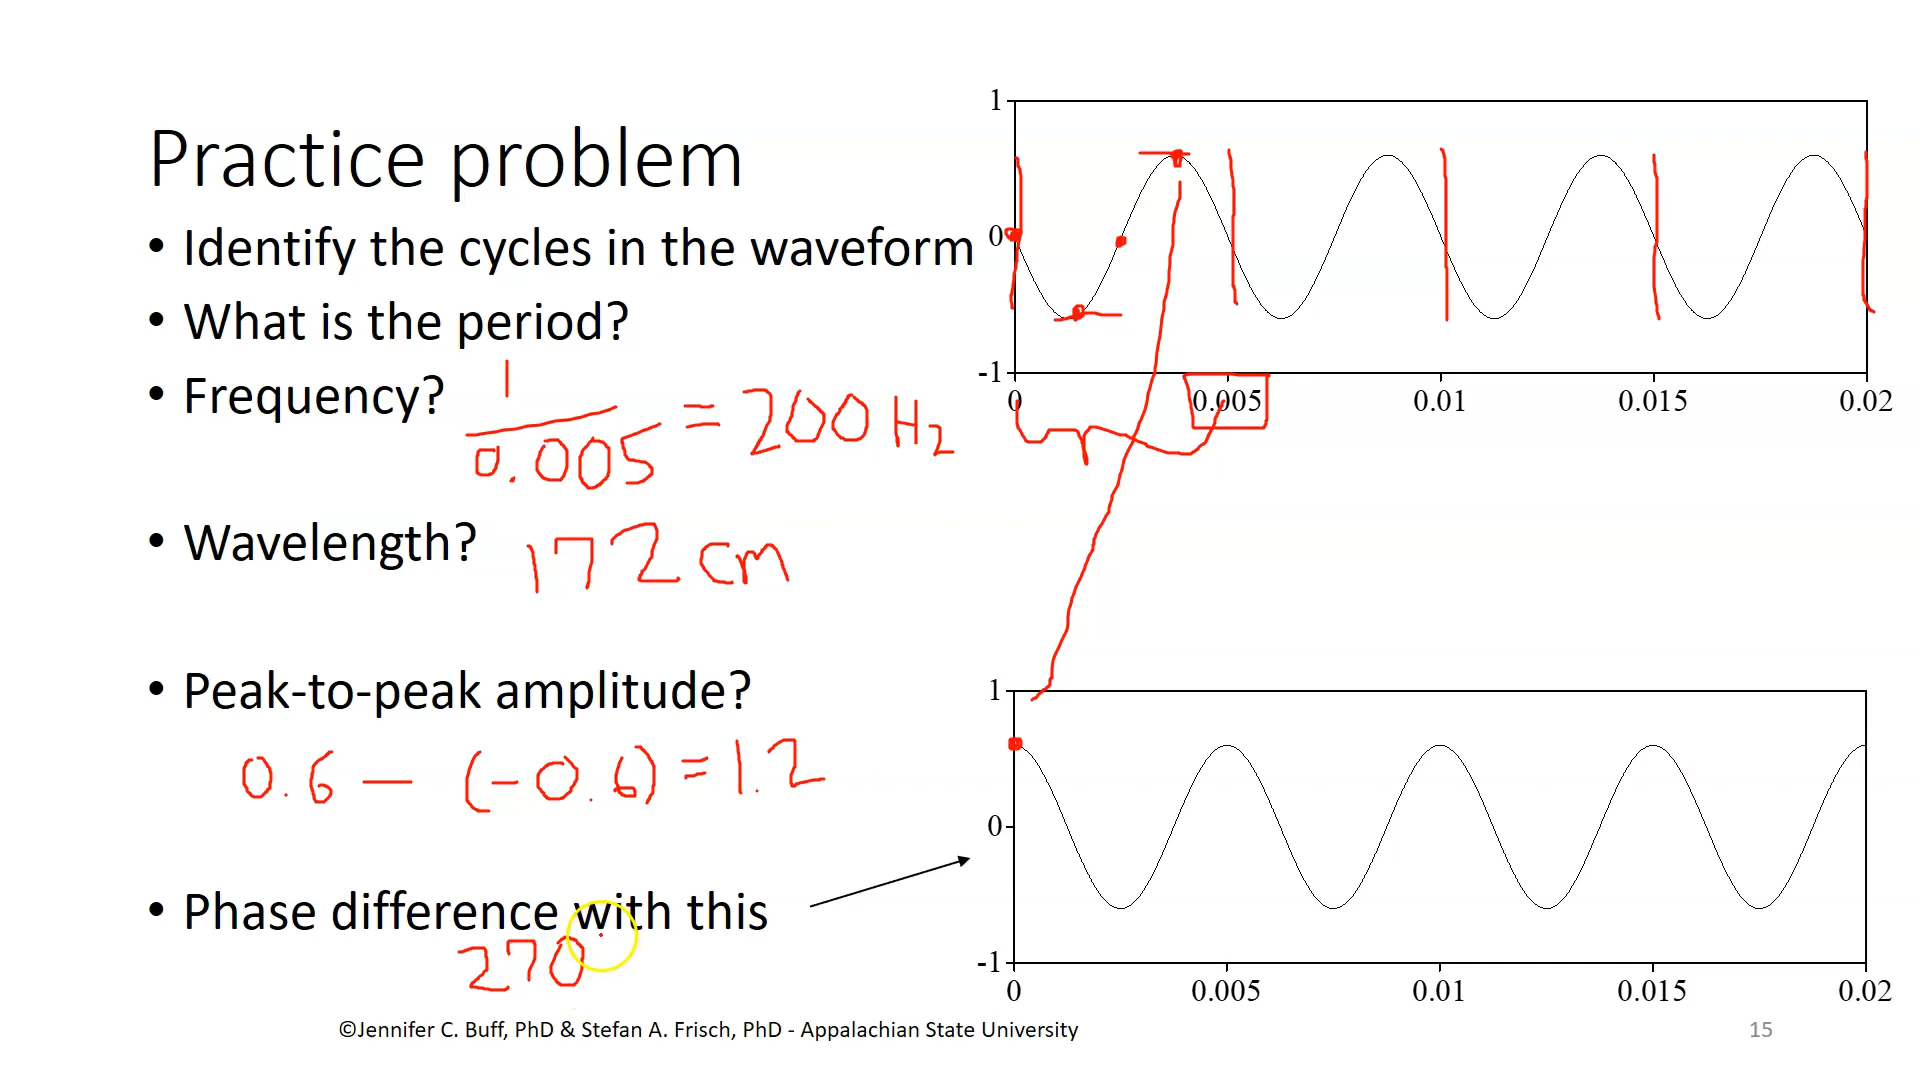 Practice problem
• Identify the cycles in the waveform
• What is the period?
• Frequency? 1/0.005 = 200 Hz
• Wavelength? 172 cm
• Peak-to-peak amplitude?
0.6 - (-0.6) = 1.2
• Phase difference with this
270
1
0
-1
0 0.005 0.01 0.015 0.02
1
0
-1
0 0.005 0.01 0.015 0.02
©Jennifer C. Buff, PhD & Stefan A. Frisch, PhD - Appalachian State University
15